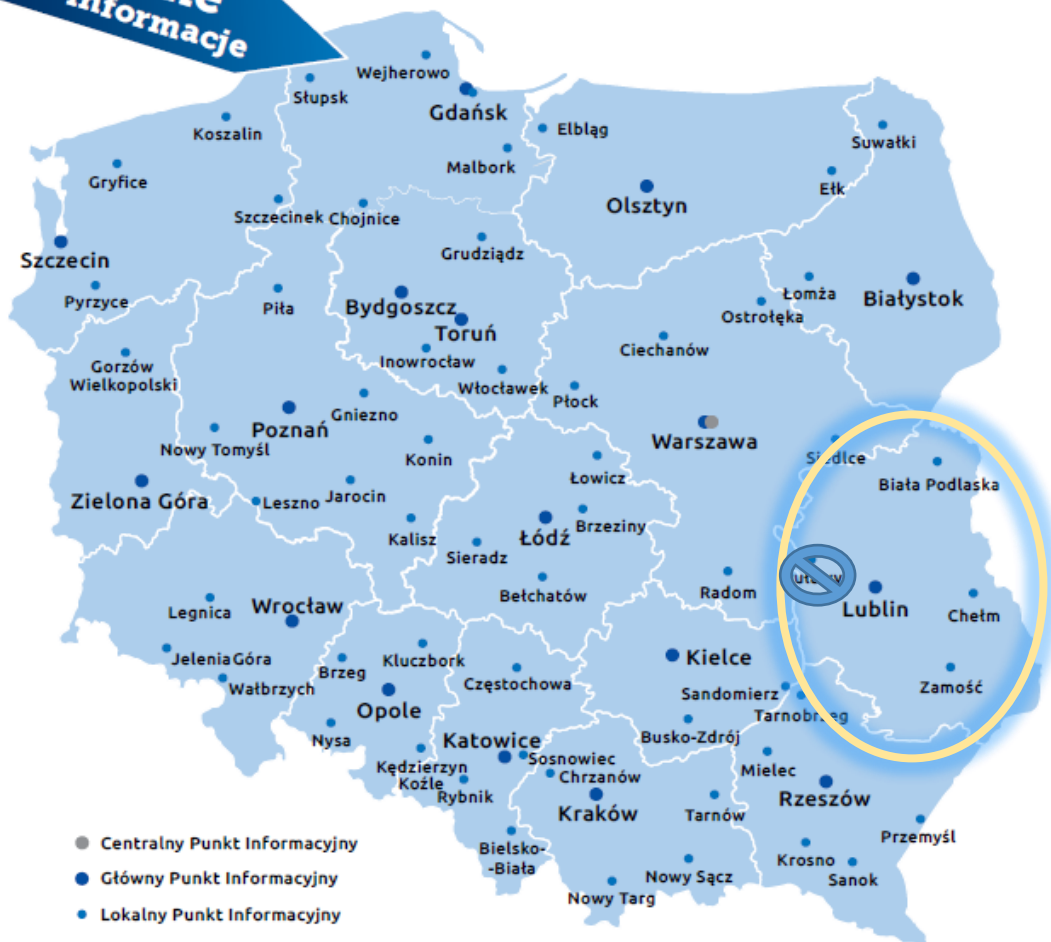 informacje
Wejherowo
Słupsk
Gdańsk
Koszalin
Elbląg
Suwałki
Malbork
Gryfice
Ełk
Olsztyn
Szczecinek
Chojnice
Grudziądz
Szczecin
Pyrzyce
Piła
Bydgoszcz
Łomża
Białystok
Ostrołęka
Toruń
Ciechanów
Inowrocław
Gorzów
Wielkopolski
Włocławek
Płock
Gniezno
Poznań
Warszawa
Nowy Tomyśl
Konin
Siedlce
Łowicz
Biała Podlaska
Zielona Góra
Leszno
Jarocin
Brzeziny
Kalisz
Łódź
Sieradz
Bełchatów
Radom
Lublin
Chełm
Legnica
Wrocław
Jelenia Góra
Brzeg
Kluczbork
Kielce
Wałbrzych
Częstochowa
Sandomierz
Zamość
Opole
Tarnobrzeg
Nysa
Katowice
Busko-Zdrój
Sosnowiec
Kędzierzyn
Koźle
Chrzanów
Mielec
Rybnik
Rzeszów
Kraków
Tarnów
Przemyśl
Centralny Punkt Informacyjny
Bielsko-
-Biała
Krosno
Główny Punkt Informacyjny
Nowy Sącz
Sanok
Nowy Targ
Lokalny Punkt Informacyjny